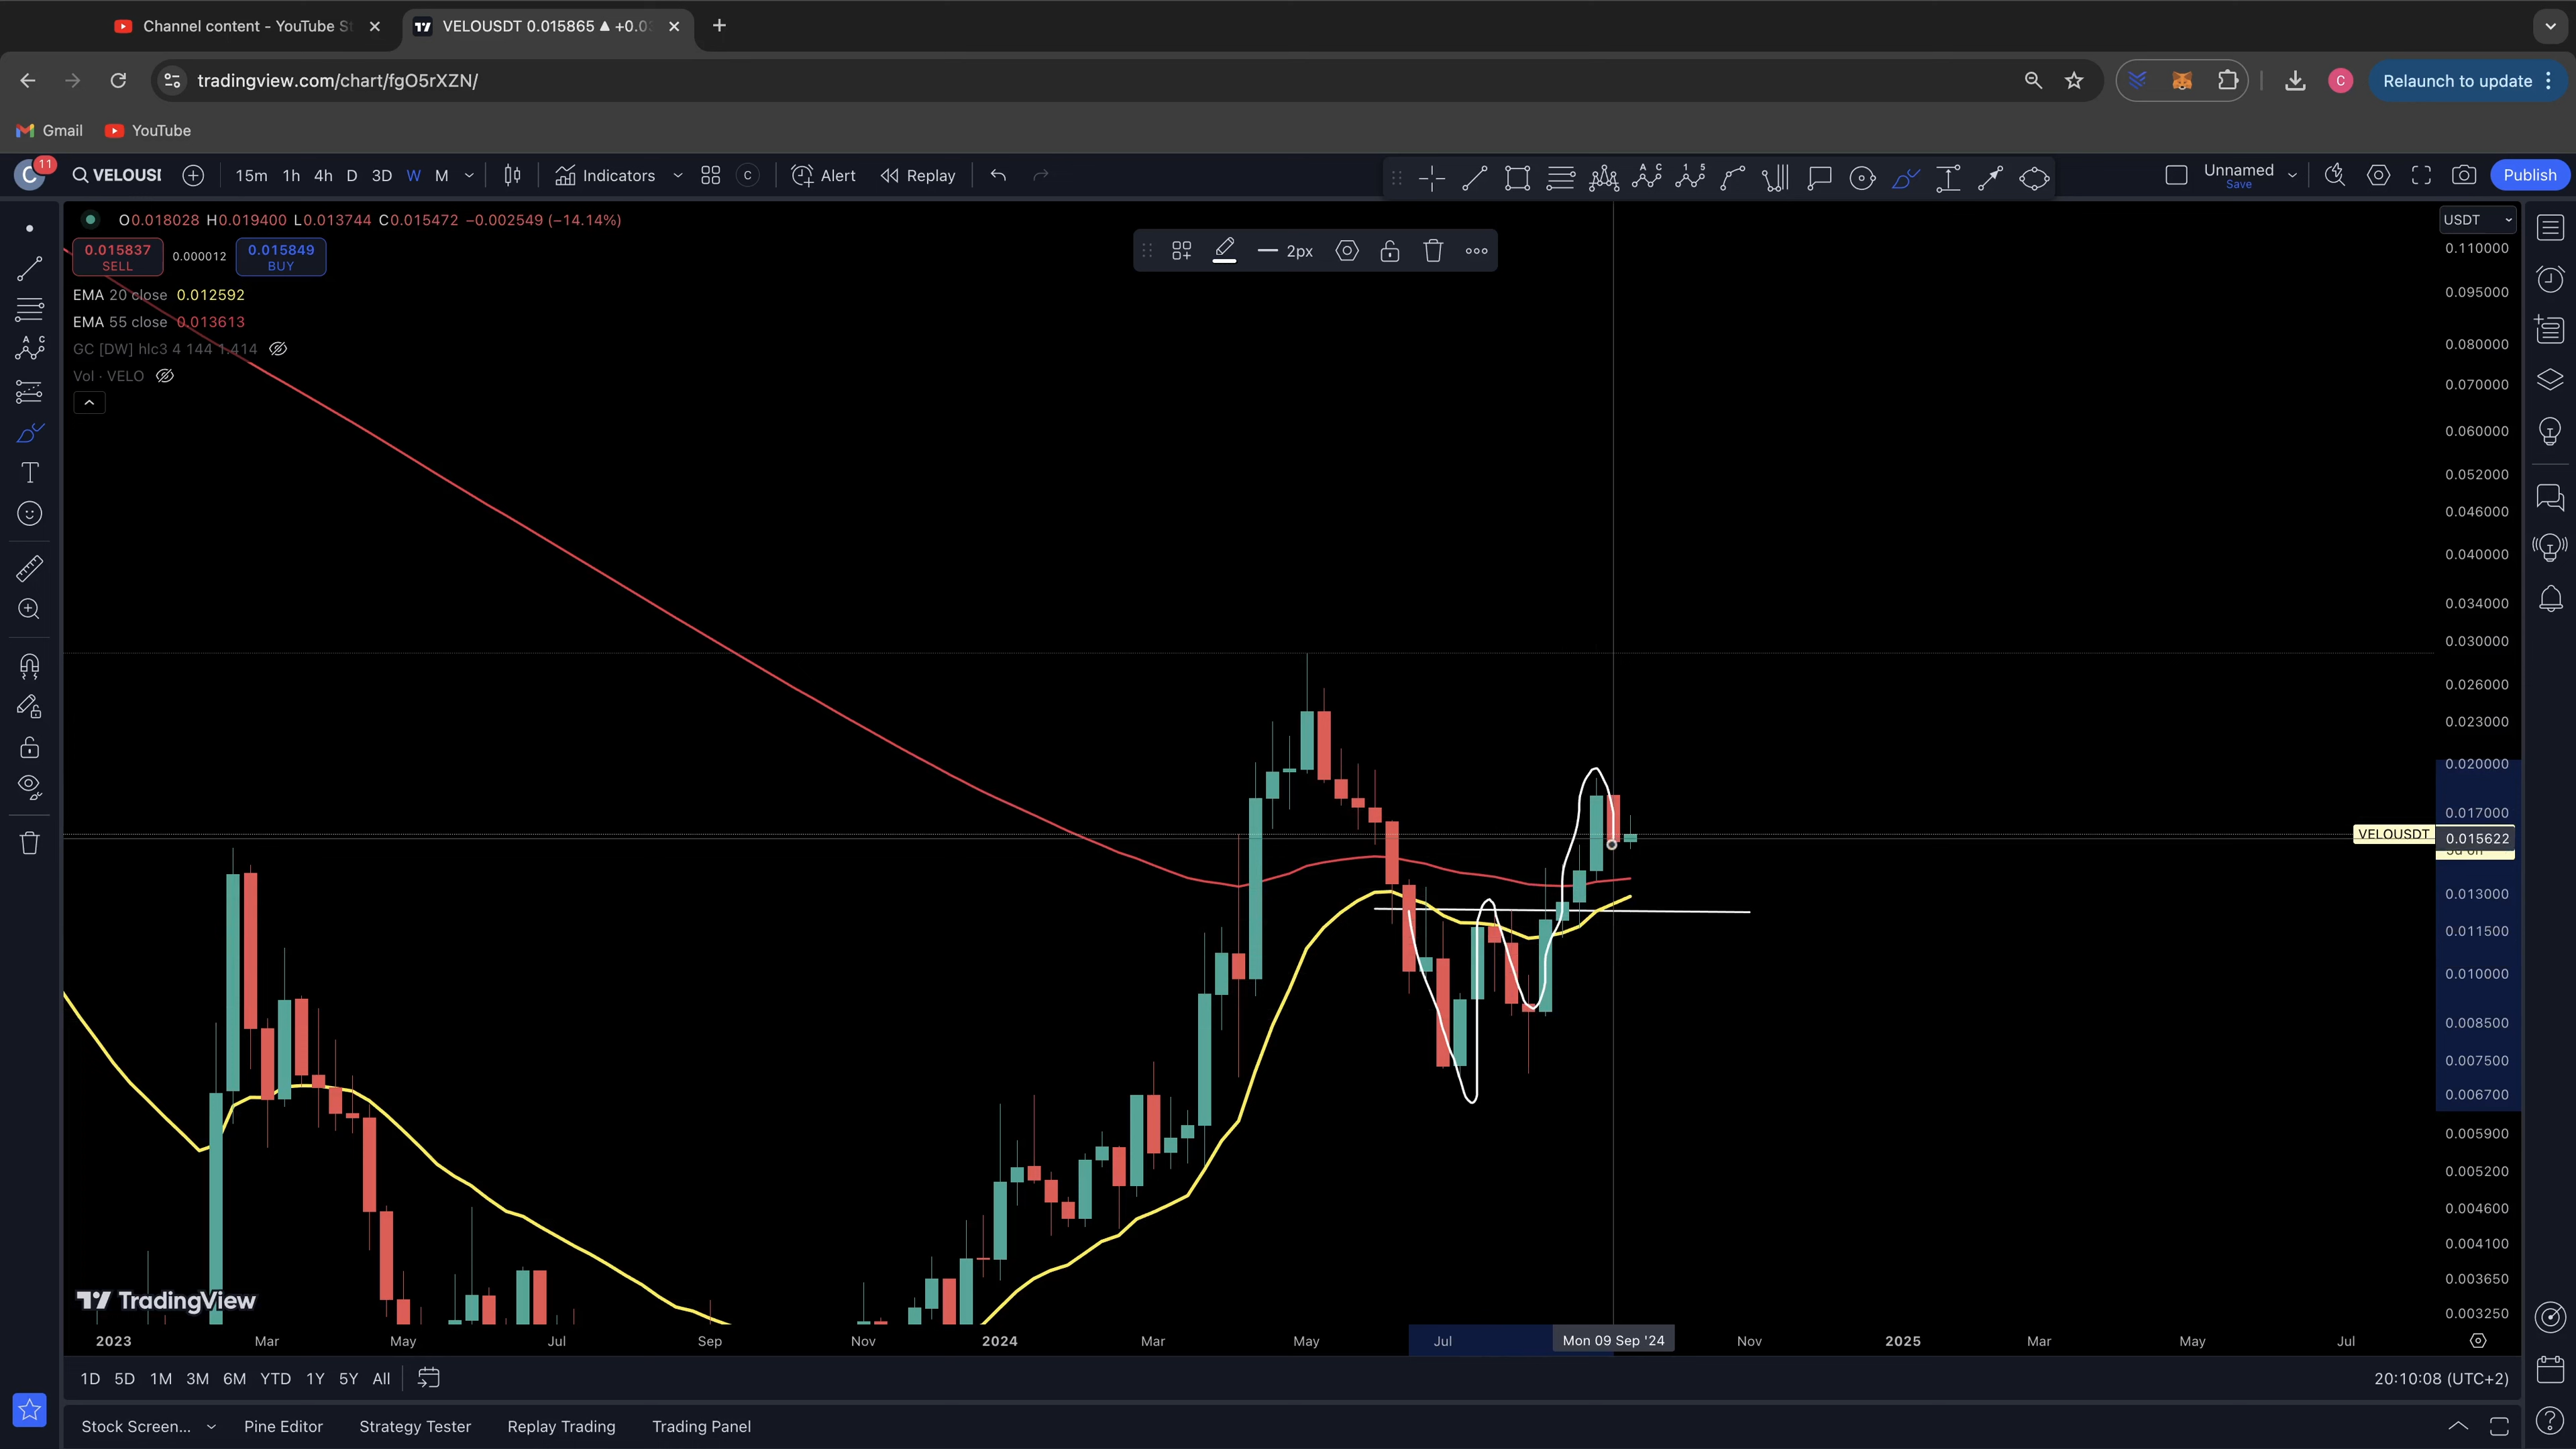 Channel content - YouTube St
VELOUSDT 0.015865 ▲ +0.03
tradingview.com/chart/fgO5rXZN/
Relaunch to update
Gmail
YouTube
C
11
VELOUSI
15m 1h 4h D 3D W M
Indicators
C
Alert
Replay
Unnamed
Save
Publish
O0.018028 H0.019400 L0.013744 C0.015472 −0.002549 (−14.14%)
0.015837
SELL
0.000012
0.015849
BUY
EMA 20 close 0.012592
EMA 55 close 0.013613
GC [DW] hlc3 4 144 1.414
Vol · VELO
2px
USDT
0.110000
0.095000
0.080000
0.070000
0.060000
0.052000
0.046000
0.040000
0.034000
0.030000
0.026000
0.023000
0.020000
0.017000
VELOUSDT
0.015622
0.013000
0.011500
0.010000
0.008500
0.007500
0.006700
0.005900
0.005200
0.004600
0.004100
0.003650
0.003250
TradingView
2023 Mar May Jul Sep Nov 2024 Mar May Jul Mon 09 Sep '24 Nov 2025 Mar May Jul
1D 5D 1M 3M 6M YTD 1Y 5Y All
20:10:08 (UTC+2)
Stock Screen...
Pine Editor
Strategy Tester
Replay Trading
Trading Panel